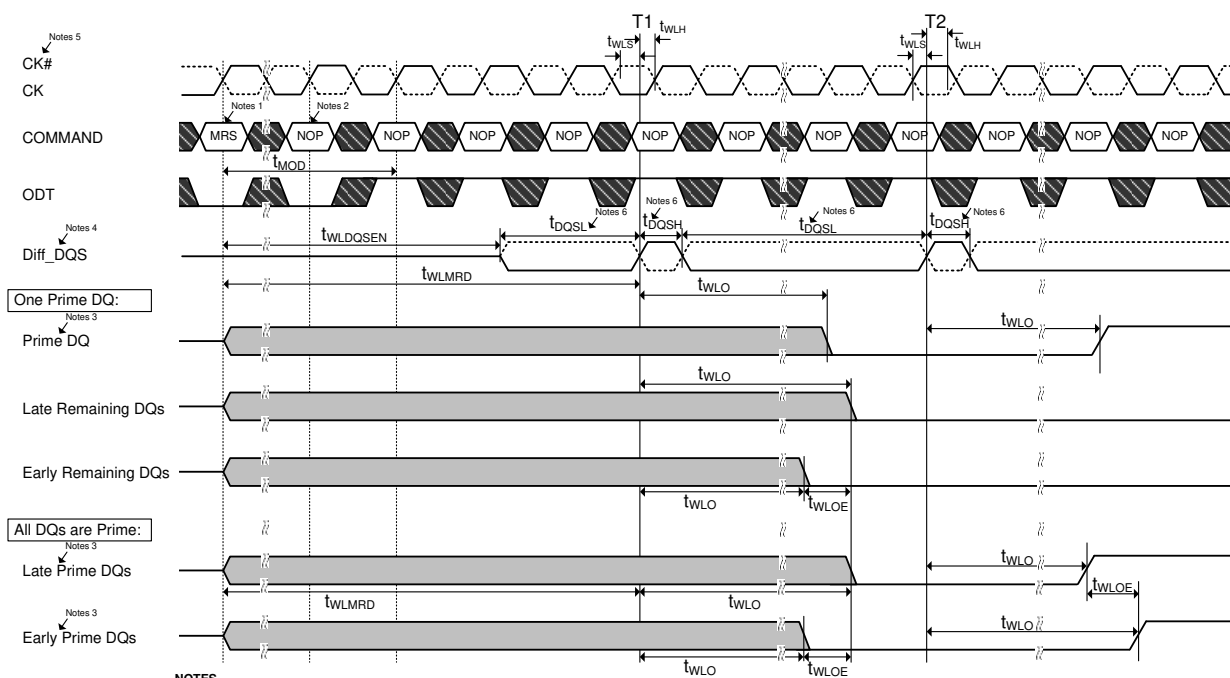 T1 T2
Notes 5
tWLS tWLH tWLS tWLH
CK#
CK
Notes 1 Notes 2
COMMAND MRS NOP NOP NOP NOP NOP NOP NOP NOP NOP NOP NOP
tMOD
ODT
Notes 4 Notes 6 Notes 6 Notes 6 Notes 6
tWLDQSEN tDQSL tDQSH tDQSL tDQSH
Diff_DQS
tWLMRD tWLO
One Prime DQ:
Notes 3
tWLO
Prime DQ
tWLO
Late Remaining DQs
Early Remaining DQs
tWLO tWLOE
All DQs are Prime:
Notes 3
tWLO
Late Prime DQs
tWLMRD tWLO tWLOE
Notes 3
tWLO
Early Prime DQs
tWLO tWLOE
NOTES